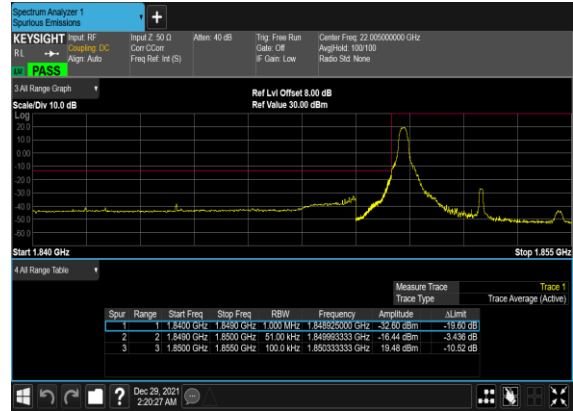 Spectrum Analyzer 1
Spurious Emissions
KEYSIGHT Input: RF Input Z: 50 Ω Atten: 40 dB Trig: Free Run Center Freq: 22.005000000 GHz
RL Coupling: DC Corr CCorr Gate: Off Avg|Hold: 100/100
Align: Auto Freq Ref: Int (S) IF Gain: Low Radio Std: None
PASS
3 All Range Graph
Ref Lvl Offset 8.00 dB
Scale/Div 10.0 dB Ref Value 30.00 dBm
Log
20.0
10.0
0.00
-10.0
-20.0
-30.0
-40.0
-50.0
-60.0
Start 1.840 GHz Stop 1.855 GHz
4 All Range Table
Measure Trace Trace 1
Trace Type Trace Average (Active)
Spur Range Start Freq Stop Freq RBW Frequency Amplitude ΔLimit
1 1 1.8400 GHz 1.8490 GHz 1.000 MHz 1.848925000 GHz -32.60 dBm -19.60 dB
2 2 1.8490 GHz 1.8500 GHz 51.00 kHz 1.849993333 GHz -16.44 dBm -3.436 dB
3 3 1.8500 GHz 1.8550 GHz 100.0 kHz 1.850333333 GHz 19.48 dBm -10.52 dB
Dec 29, 2021
2:20:27 AM